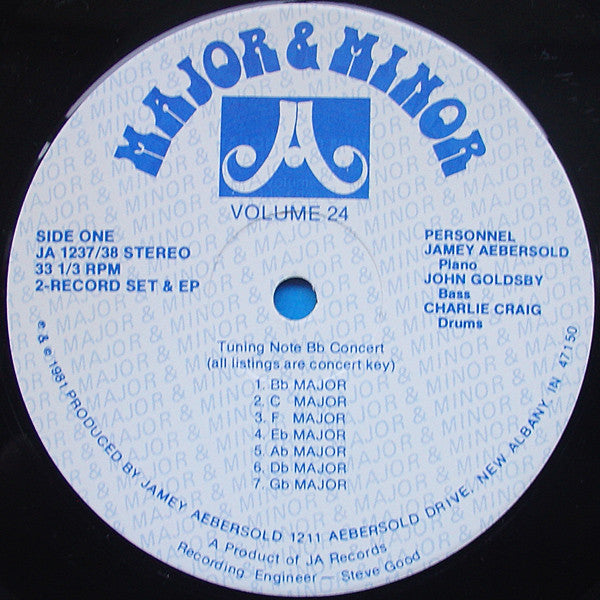 MAJOR & MINOR
JA
VOLUME 24
SIDE ONE
JA 1237/38 STEREO
33 1/3 RPM
2-RECORD SET & EP
PERSONNEL
JAMEY AEBERSOLD
Piano
JOHN GOLDSBY
Bass
CHARLIE CRAIG
Drums
Tuning Note Bb Concert
(all listings are concert key)
1. Bb MAJOR
2. C MAJOR
3. F MAJOR
4. Eb MAJOR
5. Ab MAJOR
6. Db MAJOR
7. Gb MAJOR
℗ & © 1981 PRODUCED BY JAMEY AEBERSOLD 1211 AEBERSOLD DRIVE, NEW ALBANY, IN. 47150
A Product of JA Records
Recording Engineer — Steve Good